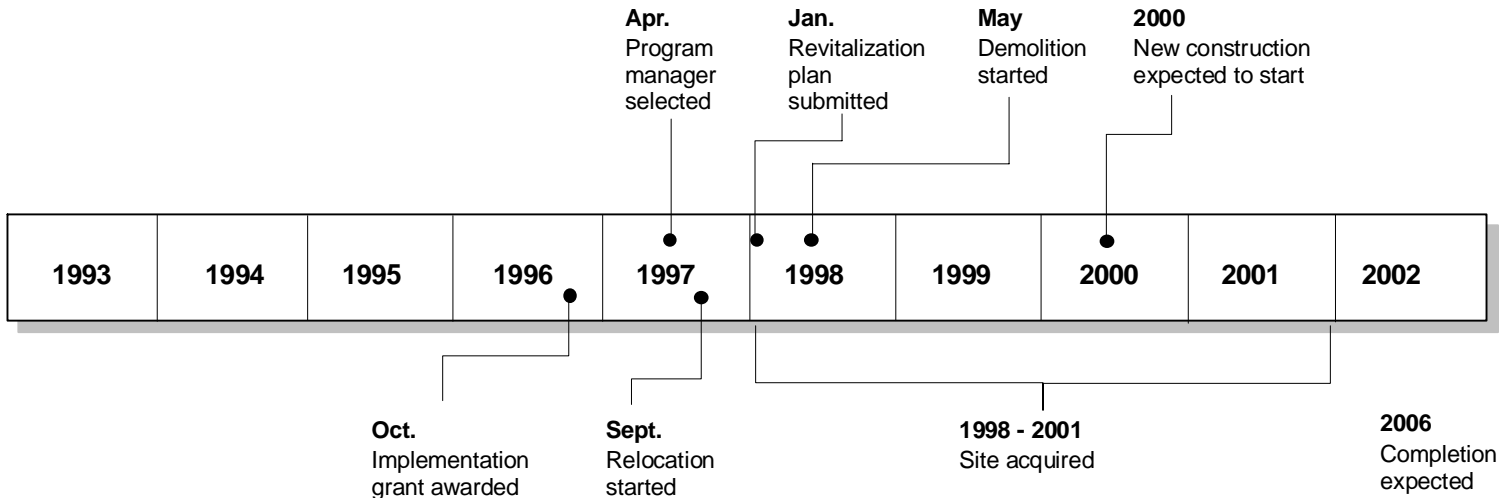 Apr.
Program
manager
selected
Jan.
Revitalization
plan
submitted
May
Demolition
started
2000
New construction
expected to start
1993
1994
1995
1996
1997
1998
1999
2000
2001
2002
Oct.
Implementation
grant awarded
Sept.
Relocation
started
1998 - 2001
Site acquired
2006
Completion
expected